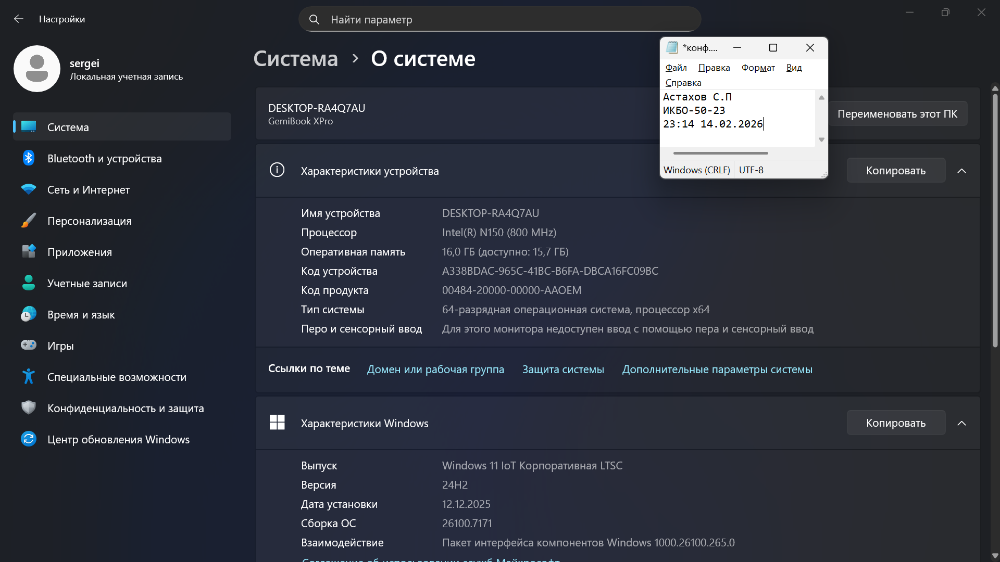 Настройки
Найти параметр
sergei
Локальная учетная запись
Система
Bluetooth и устройства
Сеть и Интернет
Персонализация
Приложения
Учетные записи
Время и язык
Игры
Специальные возможности
Конфиденциальность и защита
Центр обновления Windows
Система › О системе
DESKTOP-RA4Q7AU
GemiBook XPro
Переименовать этот ПК
*конф....
Файл Правка Формат Вид
Справка
Астахов С.П
ИКБО-50-23
23:14 14.02.2026
Windows (CRLF) UTF-8
Характеристики устройства
Копировать
Имя устройства DESKTOP-RA4Q7AU
Процессор Intel(R) N150 (800 MHz)
Оперативная память 16,0 ГБ (доступно: 15,7 ГБ)
Код устройства A338BDAC-965C-41BC-B6FA-DBCA16FC09BC
Код продукта 00484-20000-00000-AAOEM
Тип системы 64-разрядная операционная система, процессор x64
Перо и сенсорный ввод Для этого монитора недоступен ввод с помощью пера и сенсорный ввод
Ссылки по теме Домен или рабочая группа Защита системы Дополнительные параметры системы
Характеристики Windows
Копировать
Выпуск Windows 11 IoT Корпоративная LTSC
Версия 24H2
Дата установки 12.12.2025
Сборка ОС 26100.7171
Взаимодействие Пакет интерфейса компонентов Windows 1000.26100.265.0
Соглашение об использовании служб Майкрософт